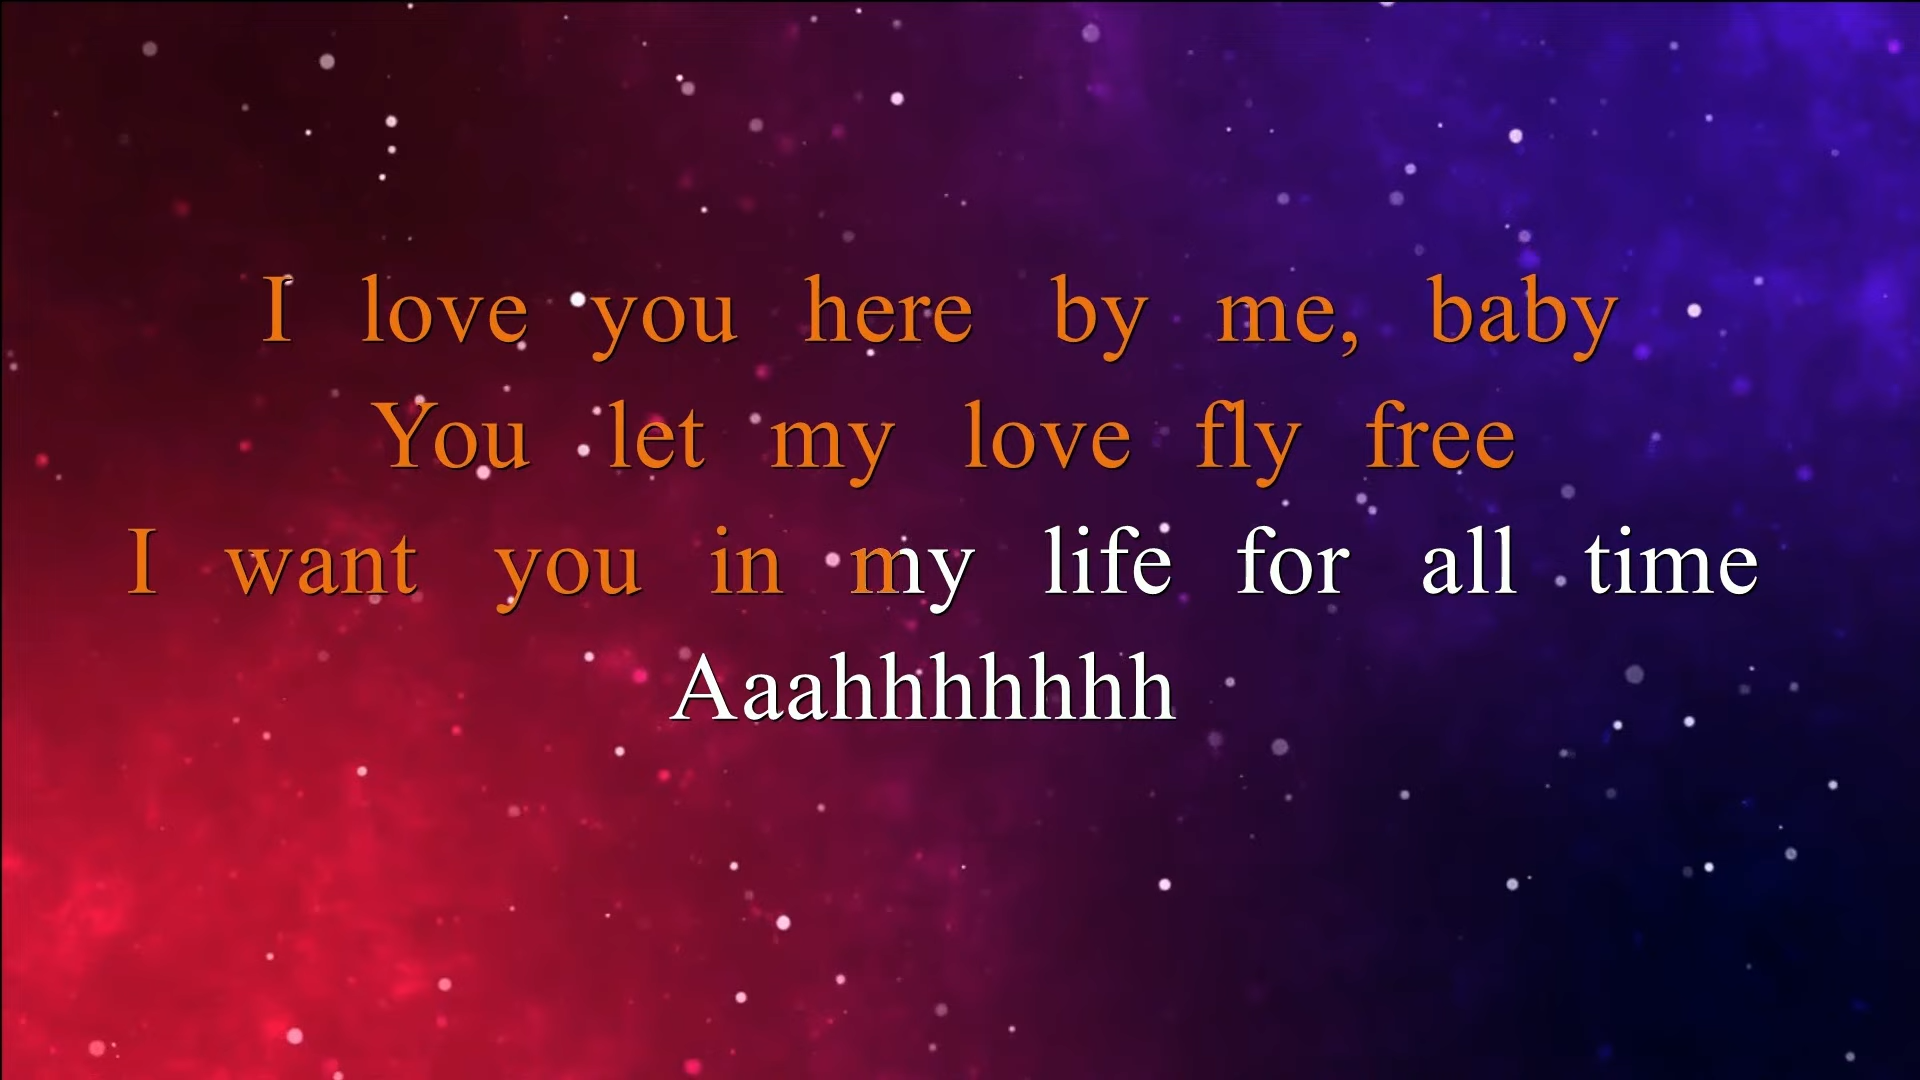 I love you here by me, baby
You let my love fly free
I want you in my life for all time
Aaahhhhhhh